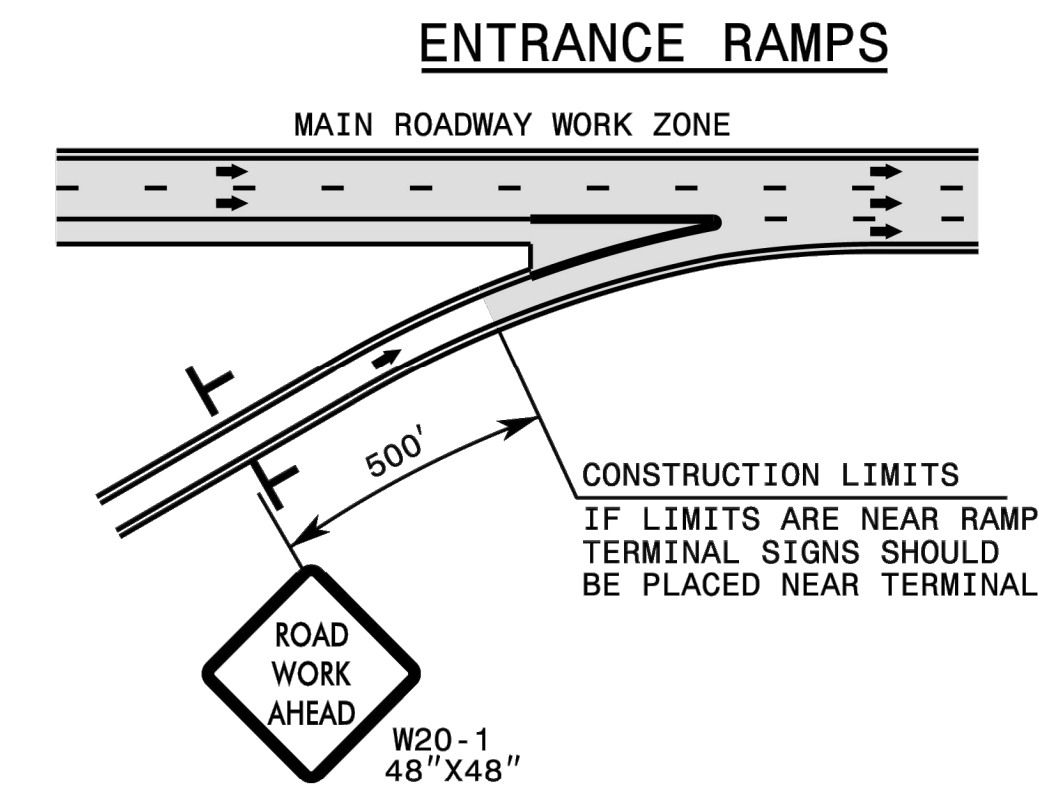 ENTRANCE RAMPS
MAIN ROADWAY WORK ZONE
500'
CONSTRUCTION LIMITS
IF LIMITS ARE NEAR RAMP
TERMINAL SIGNS SHOULD
BE PLACED NEAR TERMINAL
ROAD
WORK
AHEAD
W20-1
48"X48"